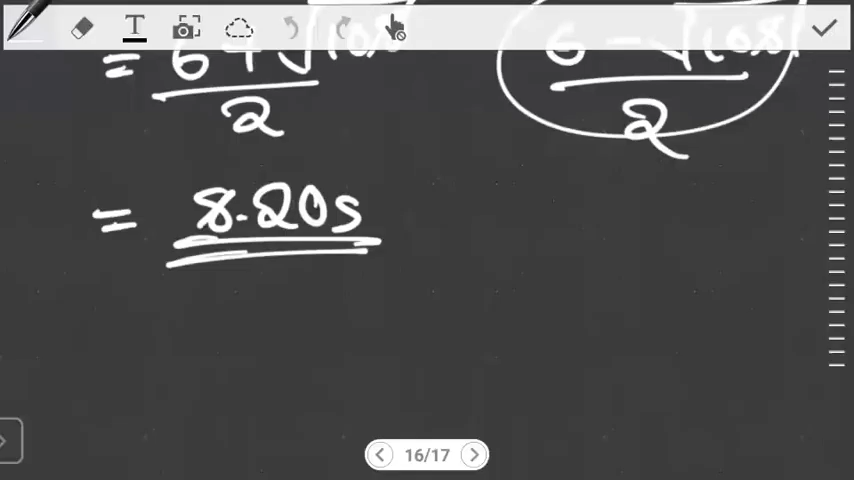 T
= 6 + √108 6 - √108
2 2
= 8.20s
16/17